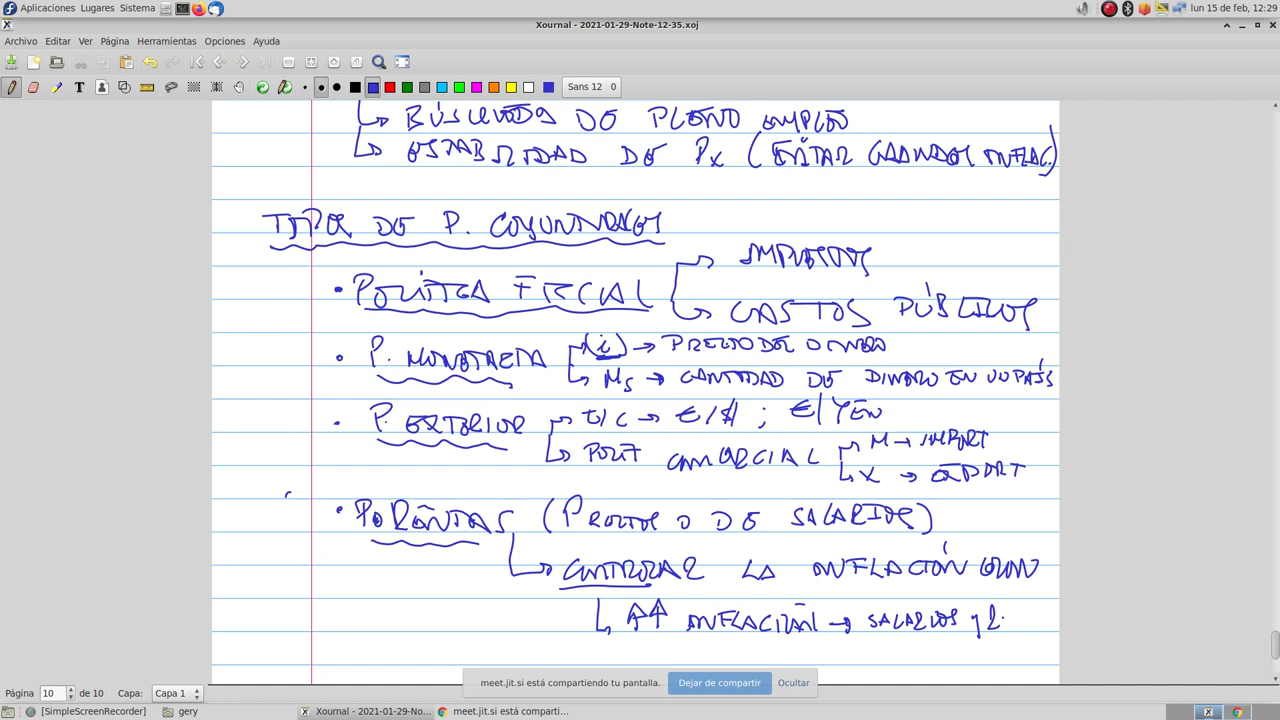 Aplicaciones Lugares Sistema lun 15 de feb, 12:29
Xournal - 2021-01-29-Note-12-35.xoj
Archivo Editar Ver Página Herramientas Opciones Ayuda
Sans 12 0
BÚSQUEDA DE PLENO EMPLEO
ESTABILIDAD DE Px (EVITAR GRANDES INFLAC.)
TIPOS DE P. COYUNTURALES
• POLÍTICA FISCAL
IMPUESTOS
GASTOS PÚBLICOS
• P. MONETARIA (i) → PRECIO DEL DINERO
Ms → CANTIDAD DE DINERO EN UN PAÍS
• P. EXTERIOR T/C → €/$ ; €/YEN
POLIT COMERCIAL M → IMPORT
X → EXPORT
• P. RENTAS (PRECIOS O DE SALARIOS)
CONTROLAR LA INFLACIÓN
↑↑ INFLACIÓN → SALARIOS y
meet.jit.si está compartiendo tu pantalla. Dejar de compartir Ocultar
Página 10 de 10 Capa: Capa 1
[SimpleScreenRecorder] gery Xournal - 2021-01-29-No... meet.jit.si está comparti...